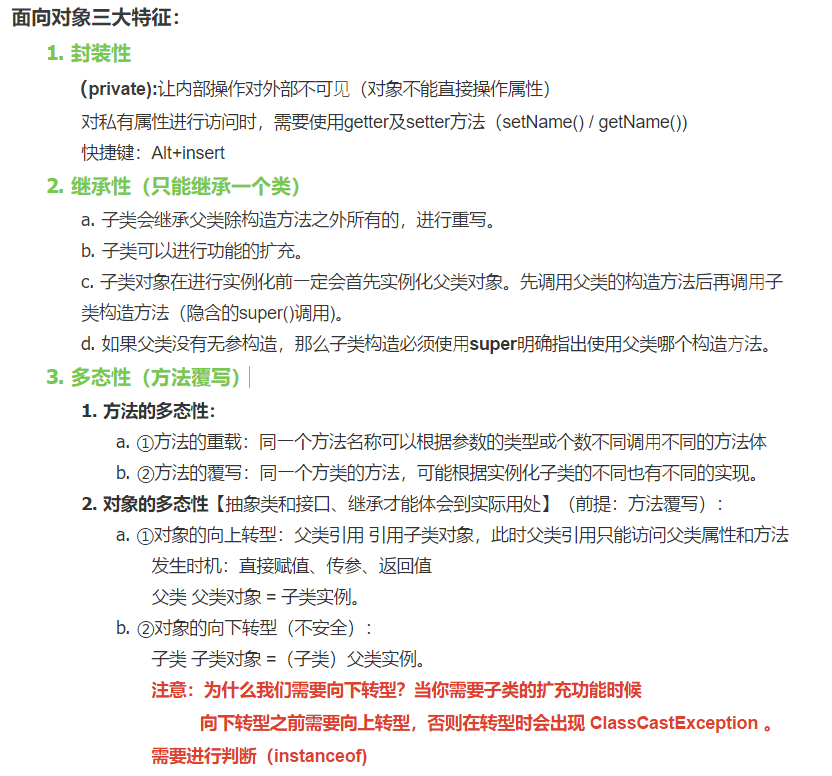 面向对象三大特征：
1. 封装性
（private):让内部操作对外部不可见（对象不能直接操作属性）
对私有属性进行访问时，需要使用getter及setter方法（setName() / getName()）
快捷键：Alt+insert
2. 继承性（只能继承一个类）
a. 子类会继承父类除构造方法之外所有的，进行重写。
b. 子类可以进行功能的扩充。
c. 子类对象在进行实例化前一定会首先实例化父类对象。先调用父类的构造方法后再调用子
类构造方法（隐含的super()调用)。
d. 如果父类没有无参构造，那么子类构造必须使用super明确指出使用父类哪个构造方法。
3. 多态性（方法覆写）
1. 方法的多态性：
a. ①方法的重载：同一个方法名称可以根据参数的类型或个数不同调用不同的方法体
b. ②方法的覆写：同一个方类的方法，可能根据实例化子类的不同也有不同的实现。
2. 对象的多态性【抽象类和接口、继承才能体会到实际用处】（前提：方法覆写）：
a. ①对象的向上转型：父类引用 引用子类对象，此时父类引用只能访问父类属性和方法
发生时机：直接赋值、传参、返回值
父类 父类对象 = 子类实例。
b. ②对象的向下转型（不安全）：
子类 子类对象 =（子类）父类实例。
注意：为什么我们需要向下转型？当你需要子类的扩充功能时候
向下转型之前需要向上转型，否则在转型时会出现 ClassCastException 。
需要进行判断（instanceof)